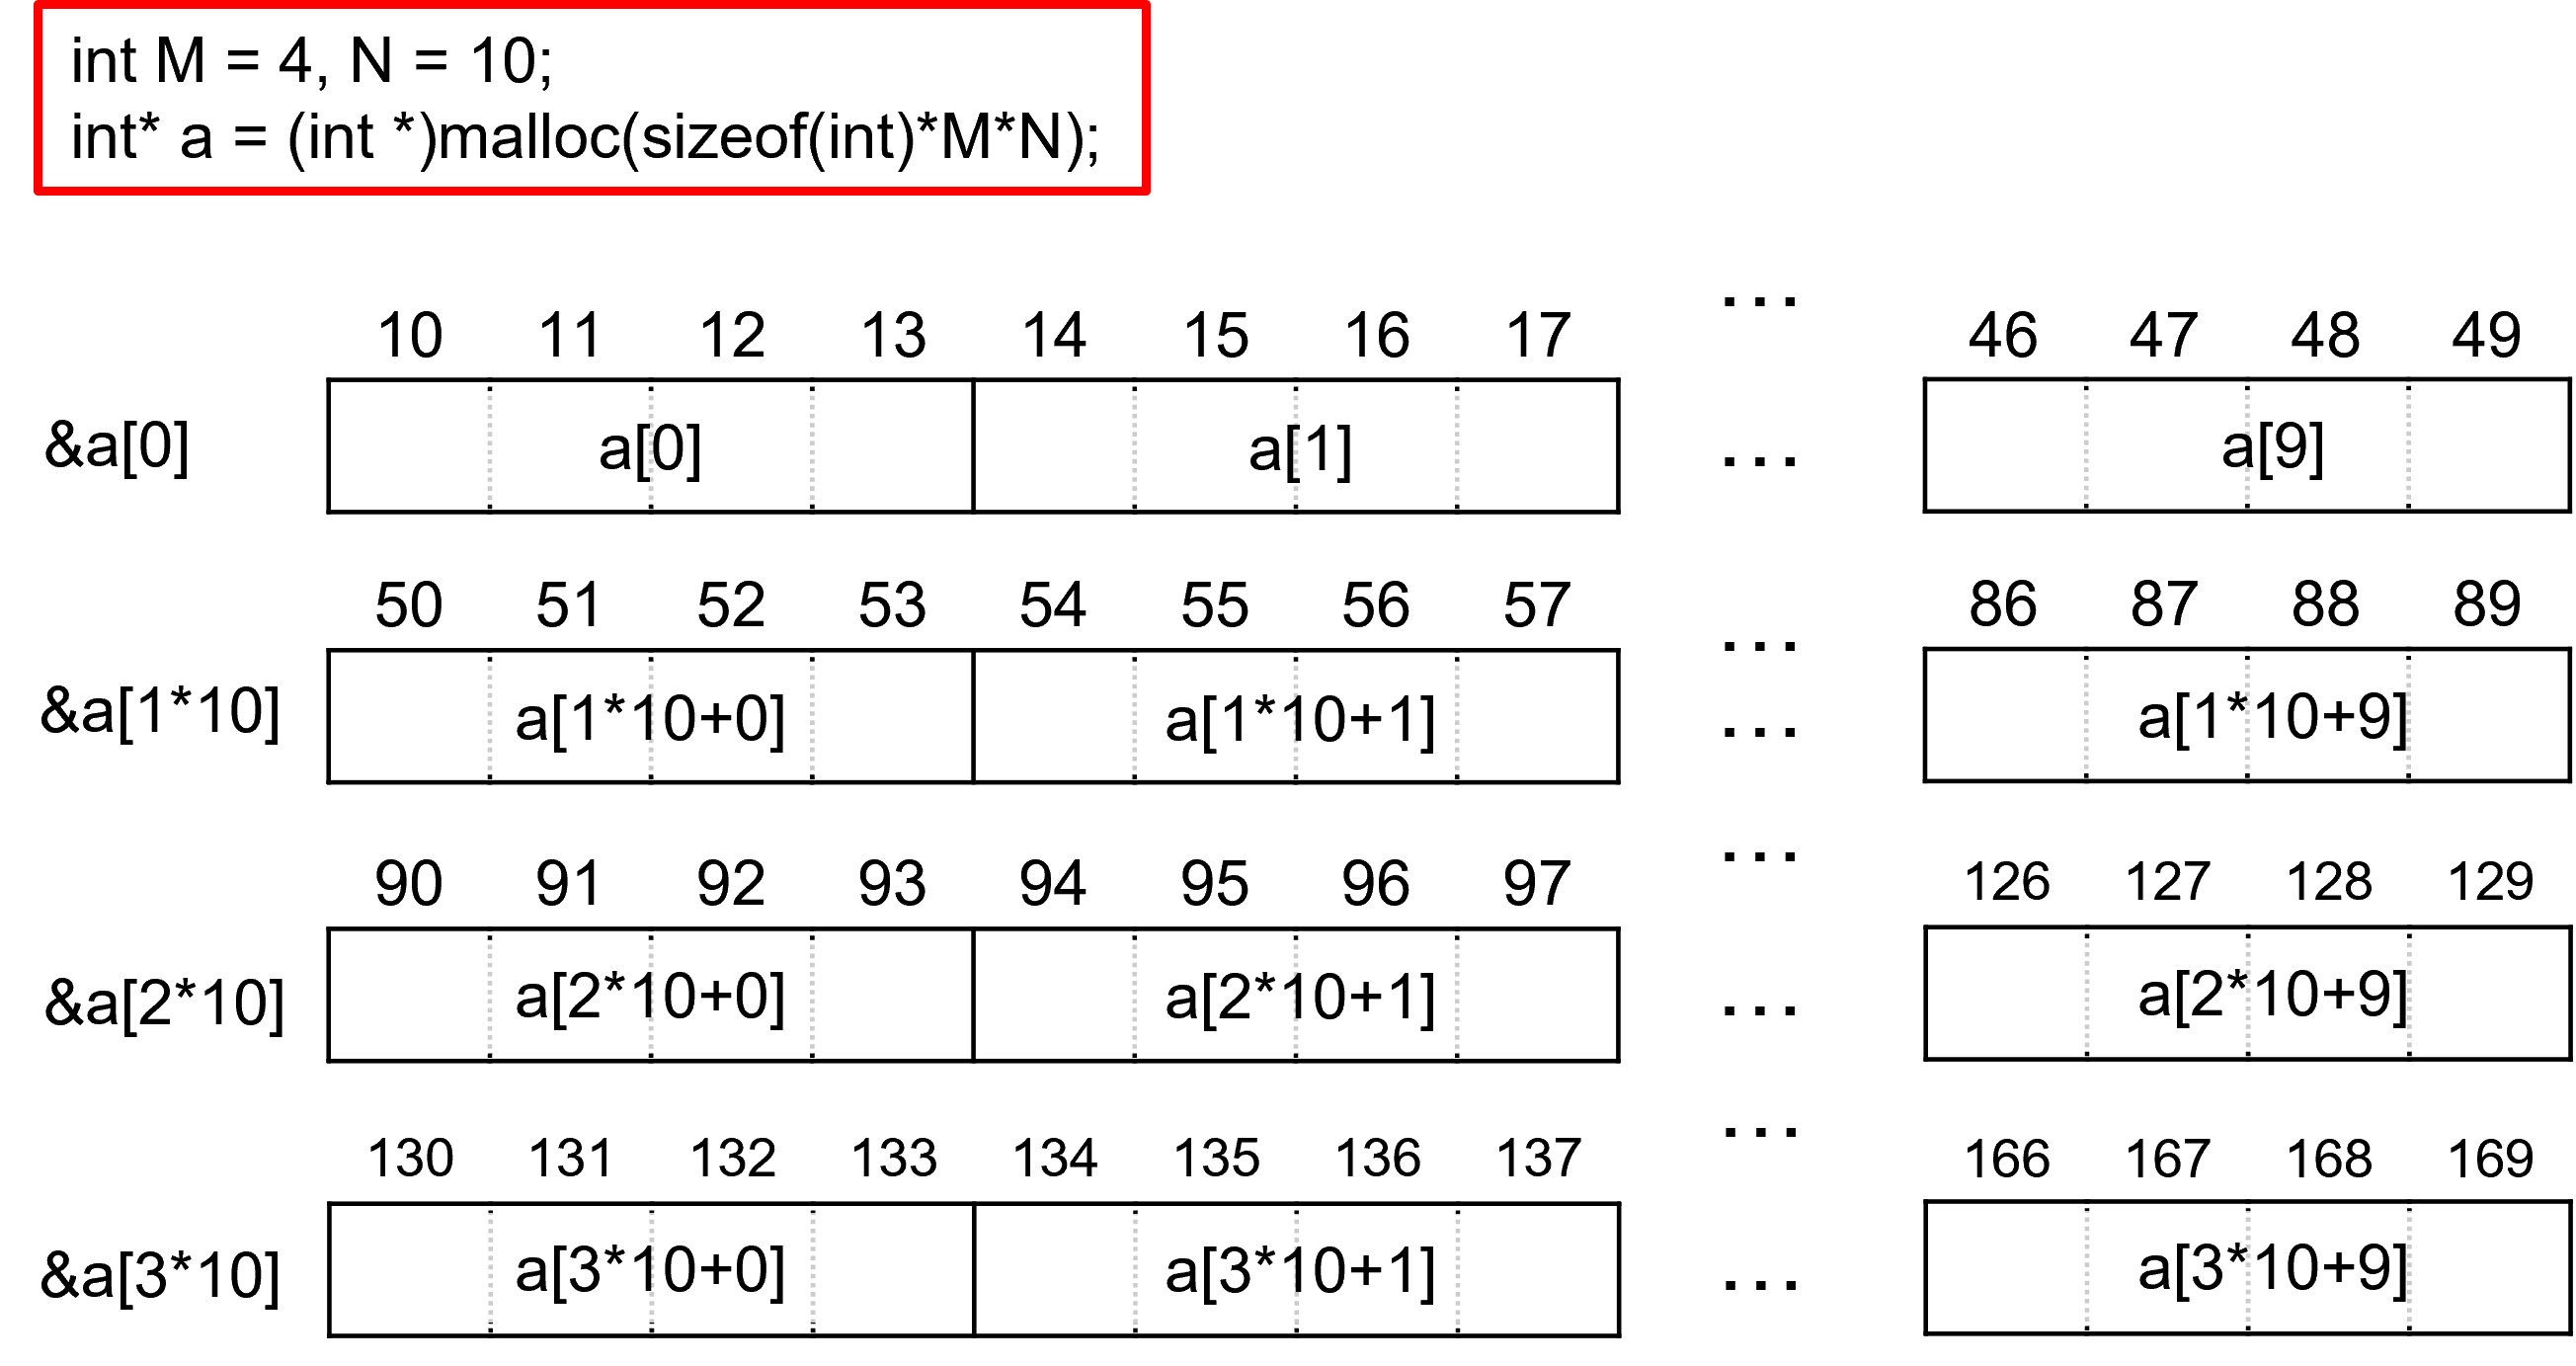 int M = 4, N = 10;
int* a = (int *)malloc(sizeof(int)*M*N);
10 11 12 13 14 15 16 17 ... 46 47 48 49
&a[0] a[0] a[1] ... a[9]
50 51 52 53 54 55 56 57 ... 86 87 88 89
&a[1*10] a[1*10+0] a[1*10+1] ... a[1*10+9]
90 91 92 93 94 95 96 97 ... 126 127 128 129
&a[2*10] a[2*10+0] a[2*10+1] ... a[2*10+9]
130 131 132 133 134 135 136 137 ... 166 167 168 169
&a[3*10] a[3*10+0] a[3*10+1] ... a[3*10+9]